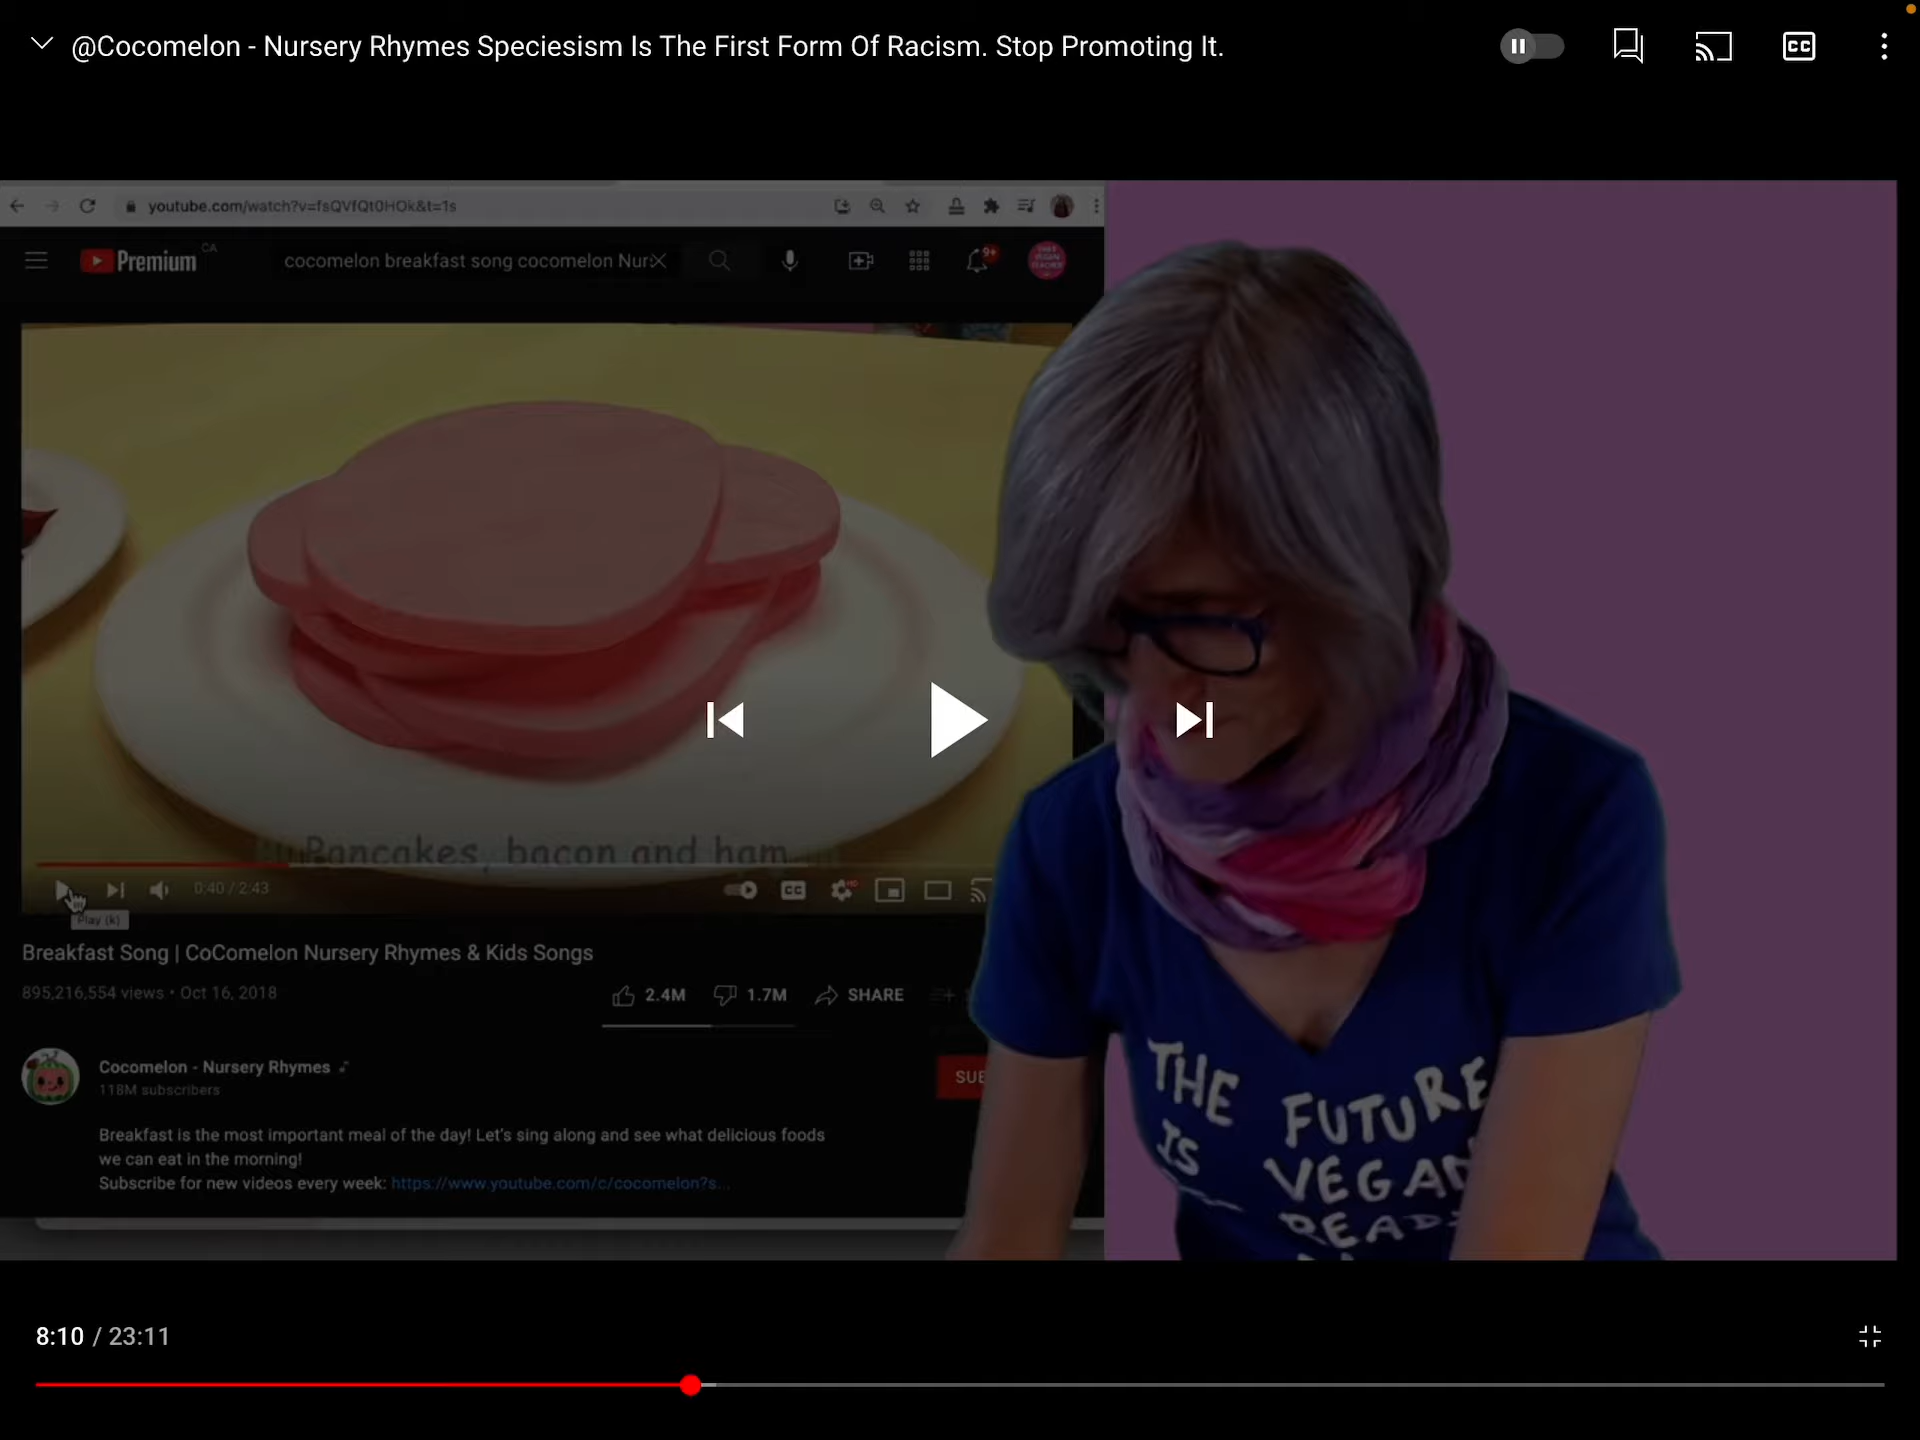 @Cocomelon - Nursery Rhymes Speciesism Is The First Form Of Racism. Stop Promoting It.
CC
youtube.com/watch?v=fsQVfQt0HOk&t=1s
Premium CA
cocomelon breakfast song cocomelon Nur
9+
Pancakes, bacon and ham
0:40 / 2:43
CC
HD
Play (k)
Breakfast Song | CoComelon Nursery Rhymes & Kids Songs
895,216,554 views • Oct 16, 2018
2.4M
1.7M
SHARE
Cocomelon - Nursery Rhymes
118M subscribers
SUB
Breakfast is the most important meal of the day! Let's sing along and see what delicious foods
we can eat in the morning!
Subscribe for new videos every week: https://www.youtube.com/c/cocomelon?s...
THE FUTURE
IS VEGAN
8:10 / 23:11